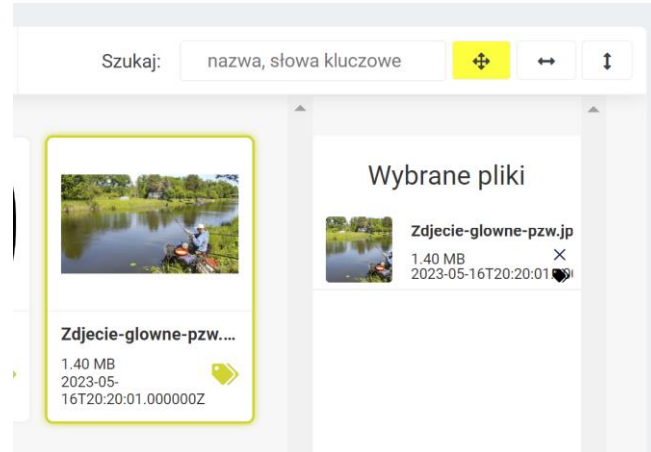 Szukaj: nazwa, słowa kluczowe
Wybrane pliki
Zdjecie-glowne-pzw.jp
1.40 MB
2023-05-16T20:20:01
Zdjecie-glowne-pzw....
1.40 MB
2023-05-
16T20:20:01.000000Z